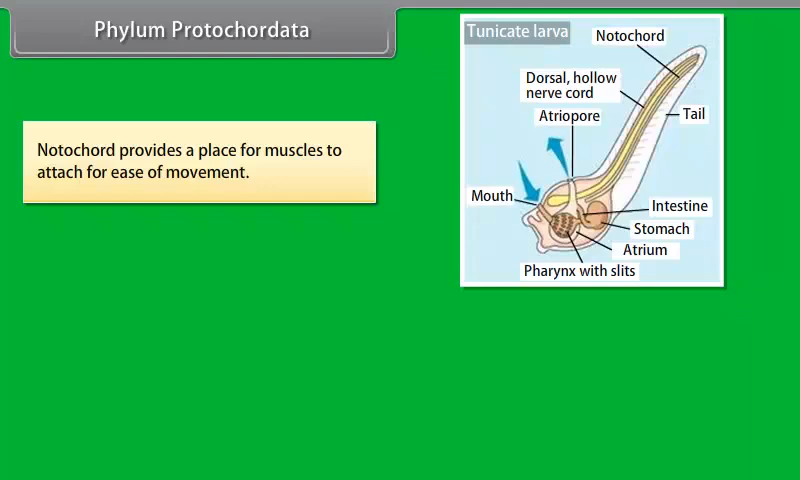 Phylum Protochordata
Notochord provides a place for muscles to
attach for ease of movement.
Tunicate larva
Notochord
Dorsal, hollow
nerve cord
Atriopore
Tail
Mouth
Intestine
Stomach
Atrium
Pharynx with slits